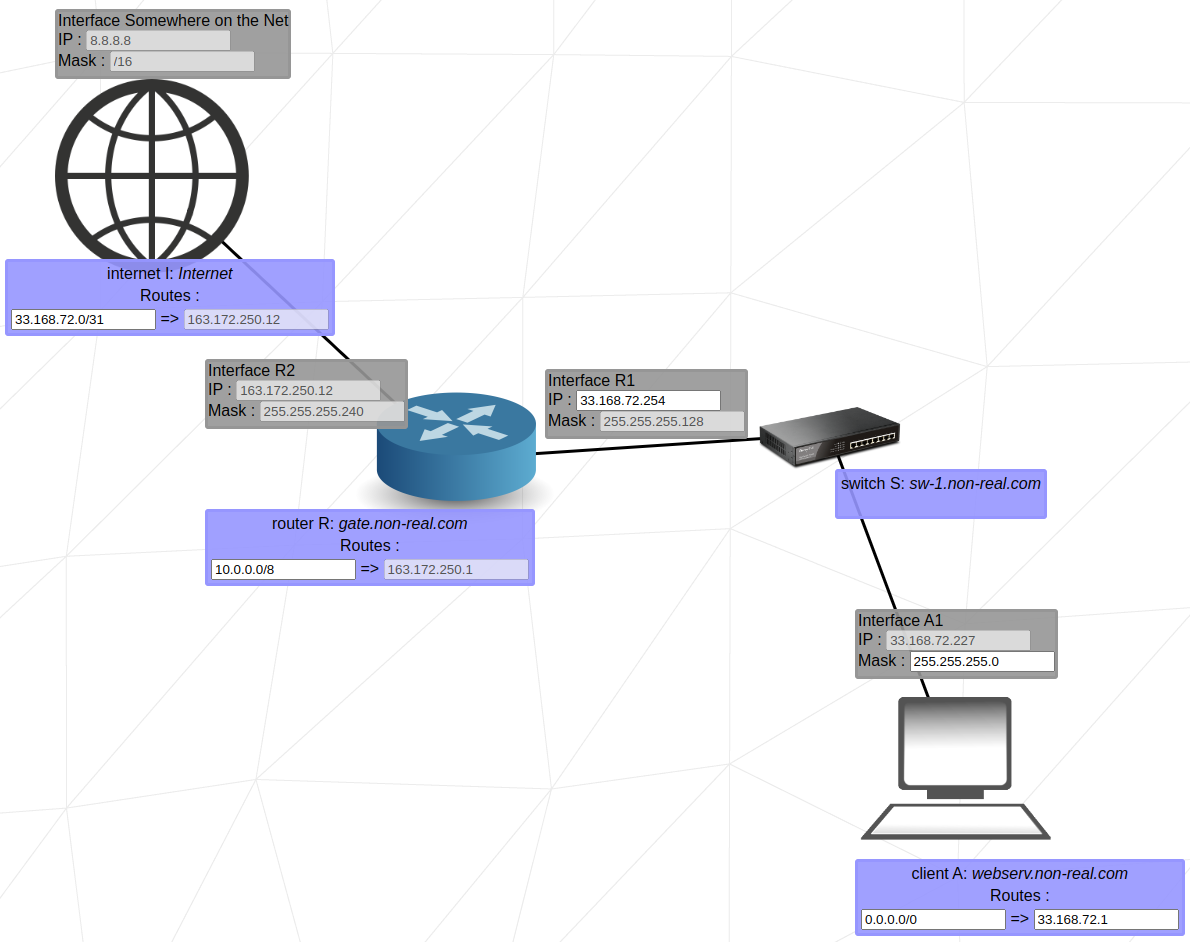 Interface Somewhere on the Net
IP : 8.8.8.8
Mask : /16
internet I: Internet
Routes :
33.168.72.0/31 => 163.172.250.12
Interface R2
IP : 163.172.250.12
Mask : 255.255.255.240
Interface R1
IP : 33.168.72.254
Mask : 255.255.255.128
switch S: sw-1.non-real.com
router R: gate.non-real.com
Routes :
10.0.0.0/8 => 163.172.250.1
Interface A1
IP : 33.168.72.227
Mask : 255.255.255.0
client A: webserv.non-real.com
Routes :
0.0.0.0/0 => 33.168.72.1